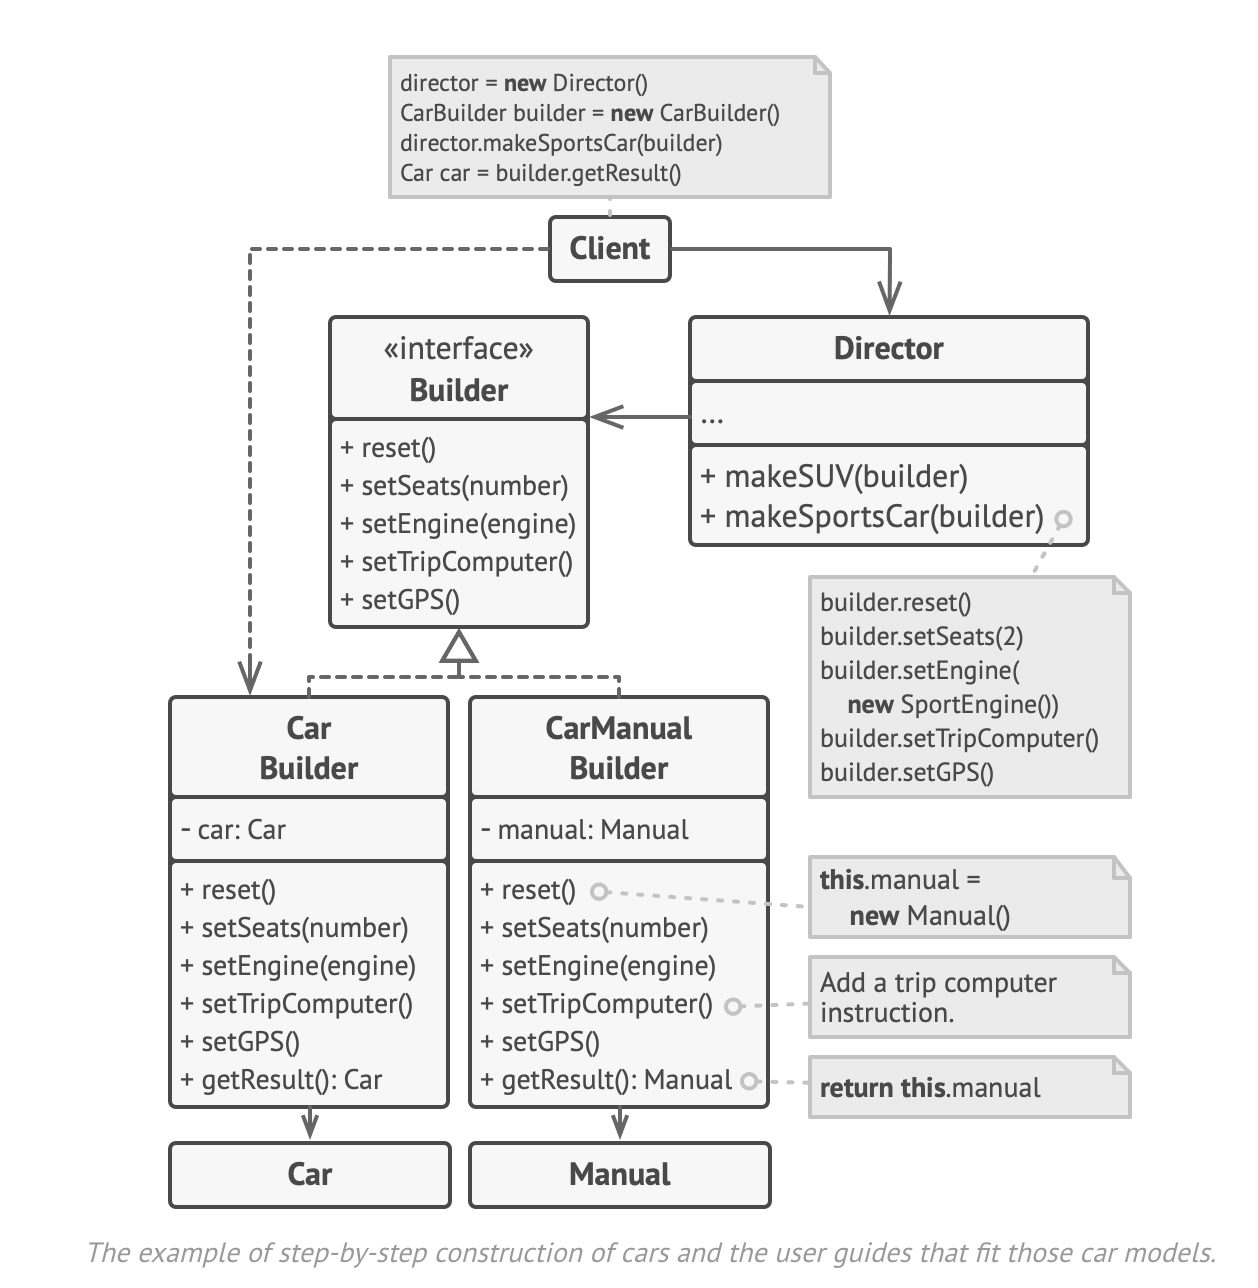 director = new Director()
CarBuilder builder = new CarBuilder()
director.makeSportsCar(builder)
Car car = builder.getResult()
Client
«interface»
Builder
+ reset()
+ setSeats(number)
+ setEngine(engine)
+ setTripComputer()
+ setGPS()
Director
...
+ makeSUV(builder)
+ makeSportsCar(builder)
builder.reset()
builder.setSeats(2)
builder.setEngine(
new SportEngine())
builder.setTripComputer()
builder.setGPS()
Car
Builder
- car: Car
+ reset()
+ setSeats(number)
+ setEngine(engine)
+ setTripComputer()
+ setGPS()
+ getResult(): Car
CarManual
Builder
- manual: Manual
+ reset()
+ setSeats(number)
+ setEngine(engine)
+ setTripComputer()
+ setGPS()
+ getResult(): Manual
this.manual =
new Manual()
Add a trip computer
instruction.
return this.manual
Car
Manual
The example of step-by-step construction of cars and the user guides that fit those car models.